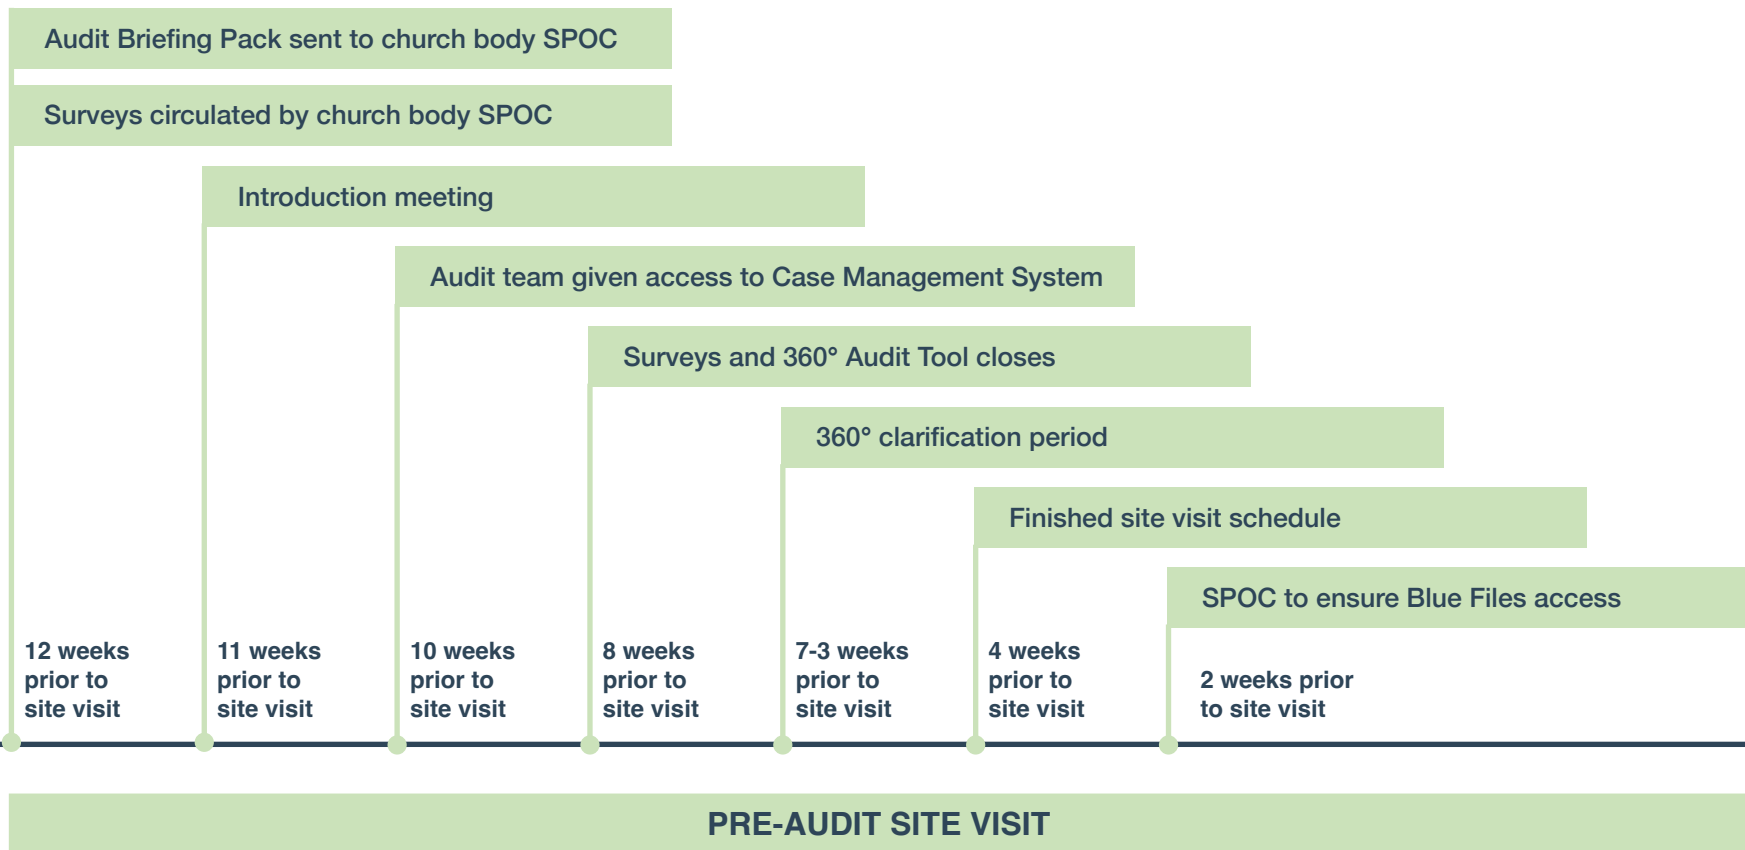 Audit Briefing Pack sent to church body SPOC
Surveys circulated by church body SPOC
Introduction meeting
Audit team given access to Case Management System
Surveys and 360° Audit Tool closes
360° clarification period
Finished site visit schedule
SPOC to ensure Blue Files access
12 weeks
prior to
site visit
11 weeks
prior to
site visit
10 weeks
prior to
site visit
8 weeks
prior to
site visit
7-3 weeks
prior to
site visit
4 weeks
prior to
site visit
2 weeks prior
to site visit
PRE-AUDIT SITE VISIT